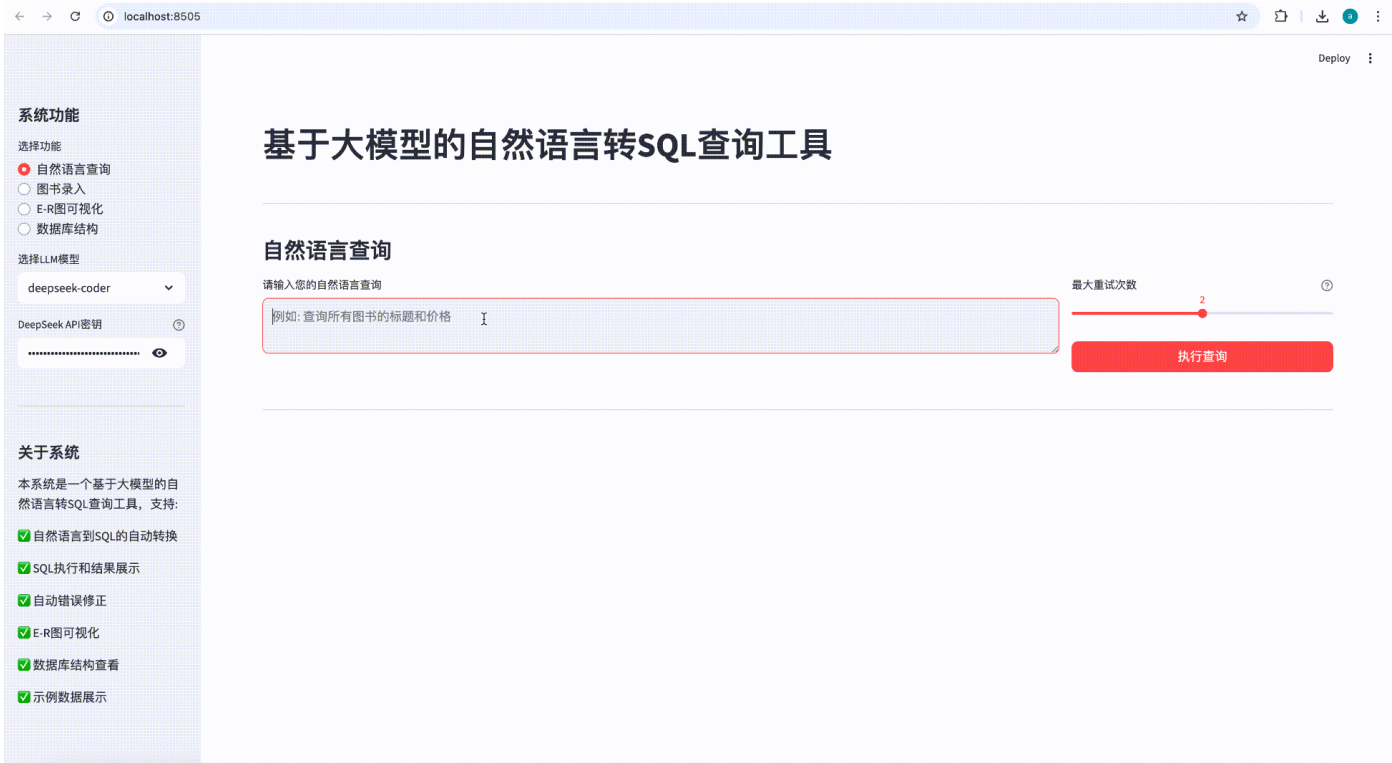 localhost:8505
a
Deploy
系统功能
选择功能
自然语言查询
图书录入
E-R图可视化
数据库结构
选择LLM模型
deepseek-coder
DeepSeek API密钥
关于系统
本系统是一个基于大模型的自
然语言转SQL查询工具，支持:
自然语言到SQL的自动转换
SQL执行和结果展示
自动错误修正
E-R图可视化
数据库结构查看
示例数据展示
基于大模型的自然语言转SQL查询工具
自然语言查询
请输入您的自然语言查询
例如: 查询所有图书的标题和价格
最大重试次数
2
执行查询